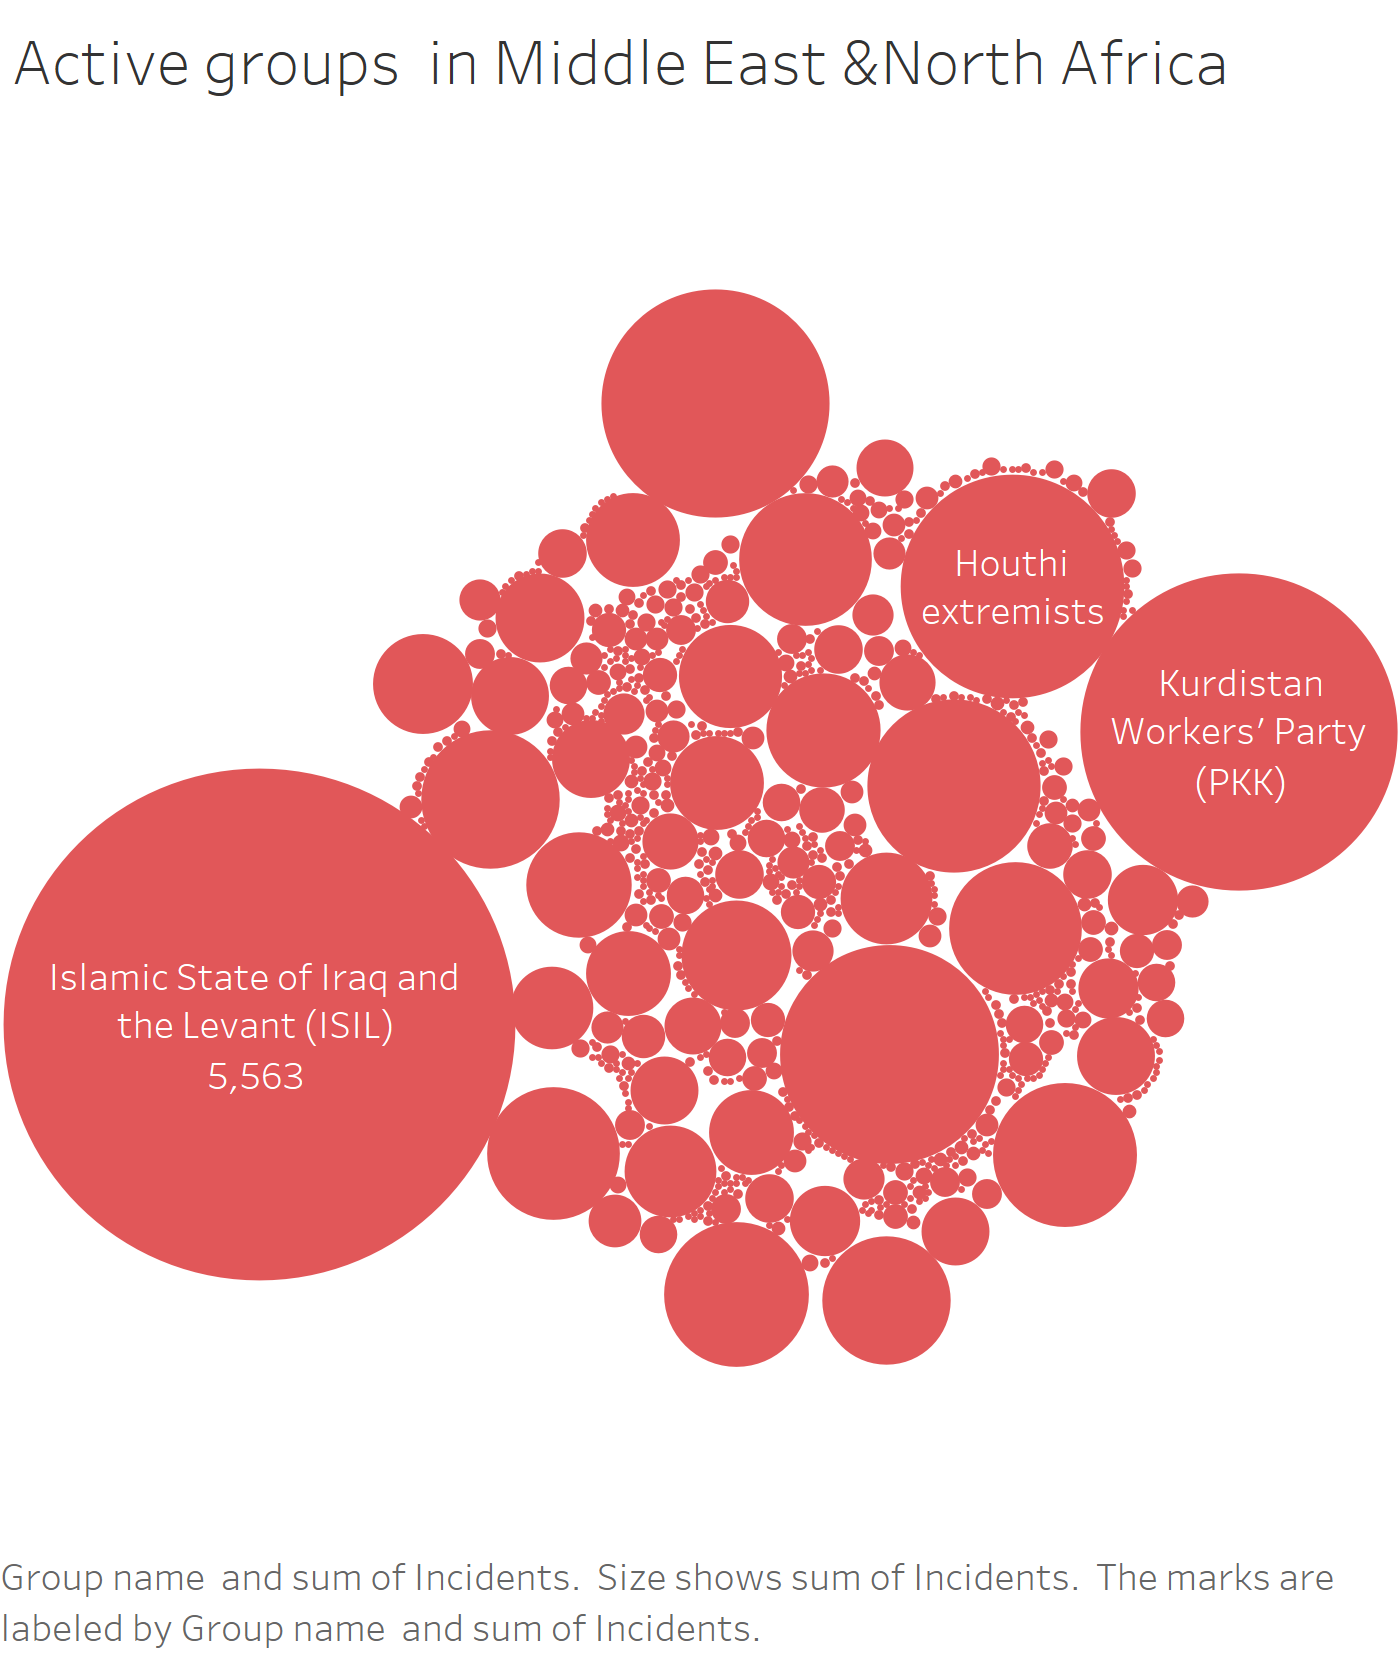 Active groups  in Middle East &North Africa
Houthi
extremists
Kurdistan
Workers’ Party
(PKK)
Islamic State of Iraq and
the Levant (ISIL)
5,563
Group name  and sum of Incidents.  Size shows sum of Incidents.  The marks are
labeled by Group name  and sum of Incidents.